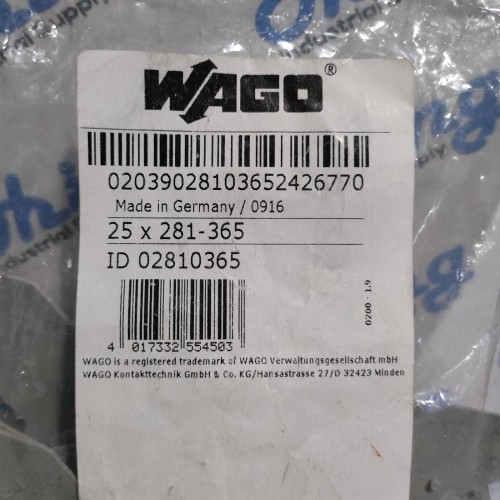 WAGO®
02039028103652426770
Made in Germany / 0916
25 x 281-365
ID 02810365
0200 - 1.9
4 017332 554503
WAGO is a registered trademark of WAGO Verwaltungsgesellschaft mbH
WAGO Kontakttechnik GmbH & Co. KG/Hansastrasse 27/D 32423 Minden